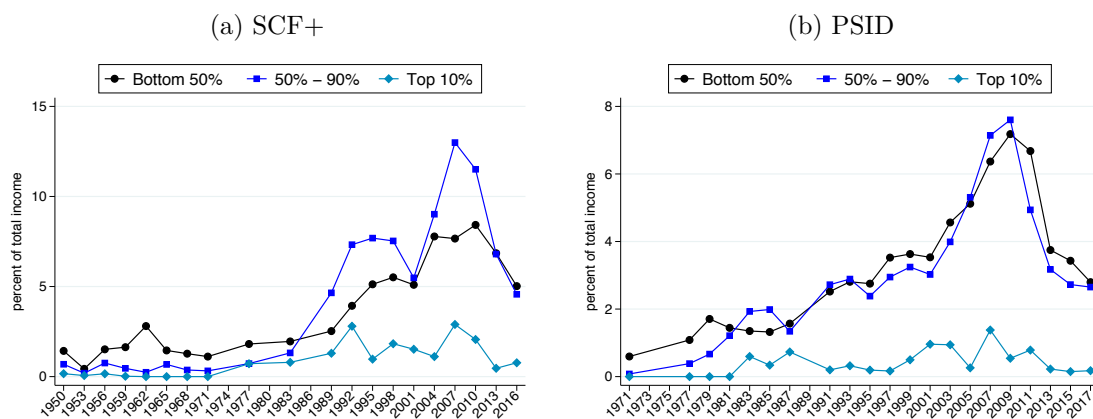 (a) SCF+
Bottom 50% 50% – 90% Top 10%
percent of total income
15
10
5
0
1950 1953 1956 1959 1962 1965 1968 1971 1974 1977 1980 1983 1986 1989 1992 1995 1998 2001 2004 2007 2010 2013 2016
(b) PSID
Bottom 50% 50% – 90% Top 10%
percent of total income
8
6
4
2
0
1971 1973 1975 1977 1979 1981 1983 1985 1987 1989 1991 1993 1995 1997 1999 2001 2003 2005 2007 2009 2011 2013 2015 2017